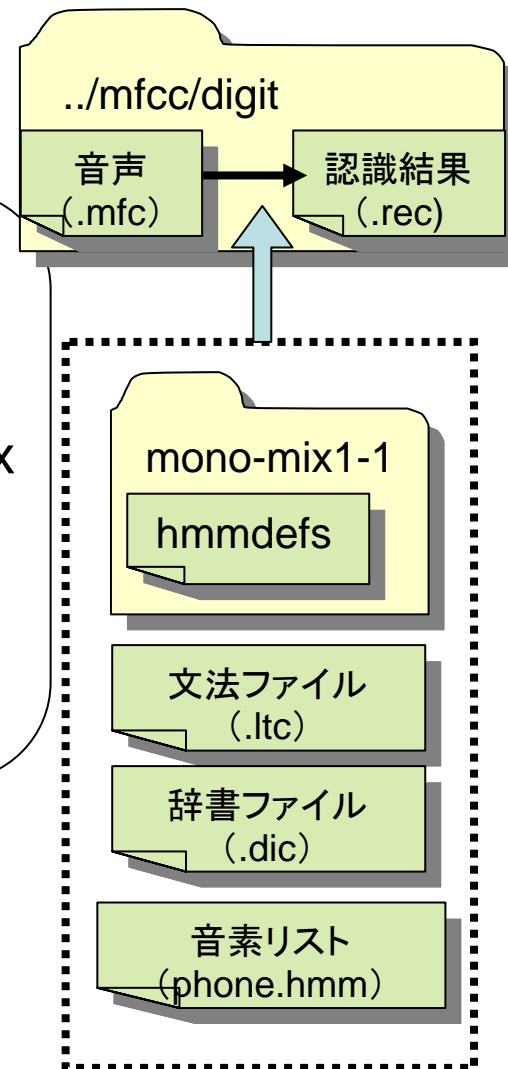 ../mfcc/digit
音声
（.mfc）
認識結果
（.rec)
x
mono-mix1-1
hmmdefs
文法ファイル
（.ltc）
辞書ファイル
（.dic）
音素リスト
（phone.hmm）